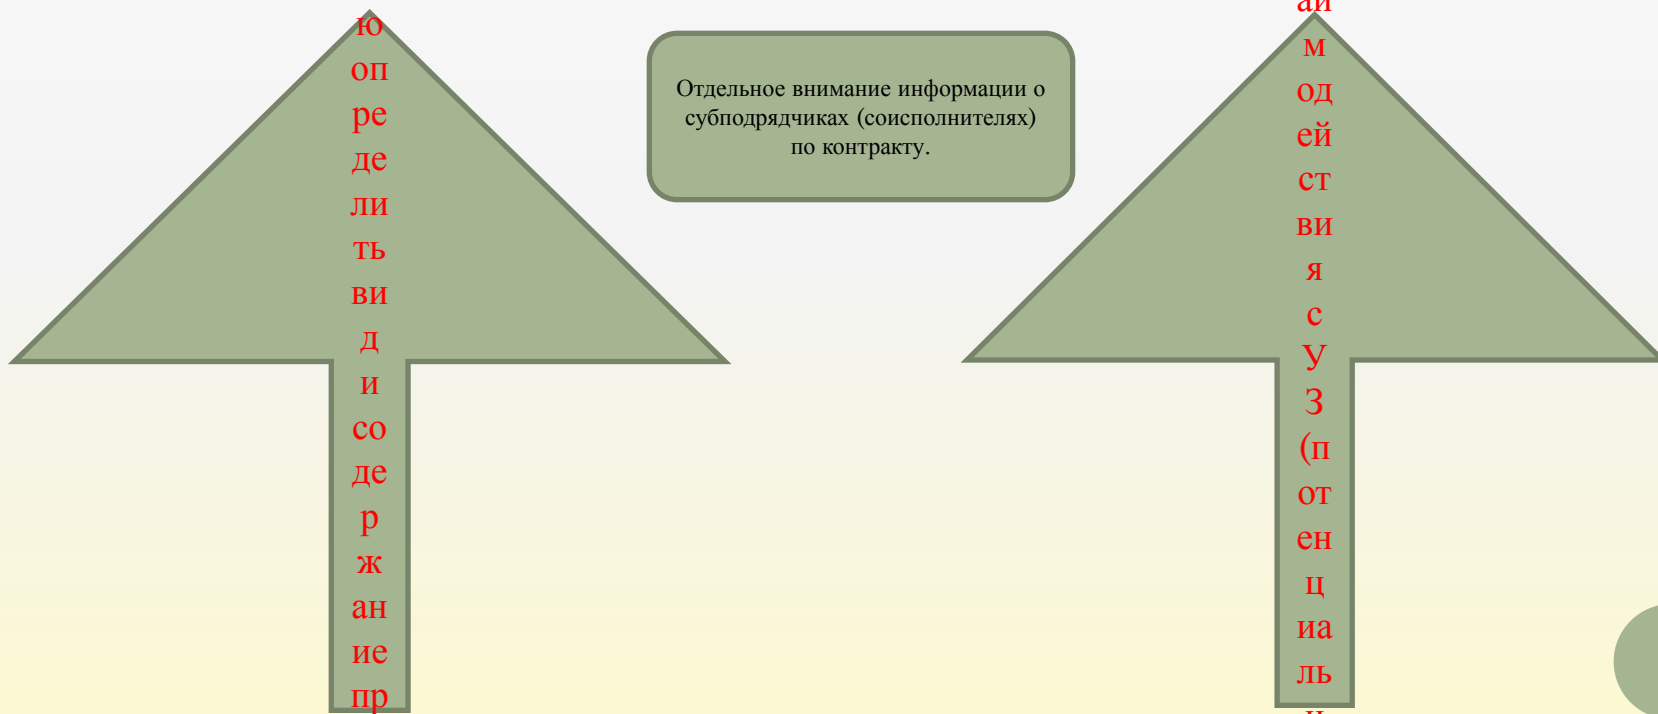 ю
оп
ре
де
ли
ть
ви
д
и
со
де
р
ж
ан
ие
пр
Отдельное внимание информации о
субподрядчиках (соисполнителях)
по контракту.
аи
м
од
ей
ст
ви
я
с
У
З
(п
от
ен
ц
иа
ль